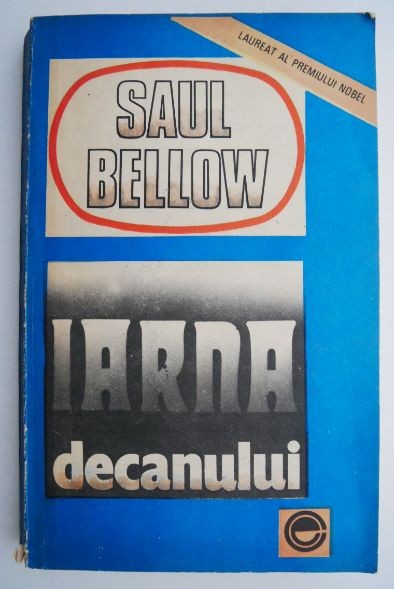 LAUREAT AL PREMIULUI NOBEL
SAUL
BELLOW
IARNA
decanului
e